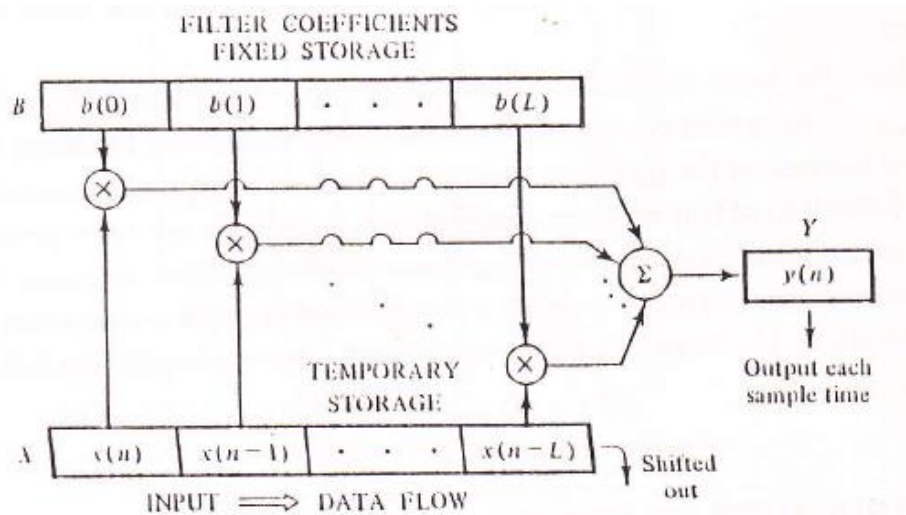 FILTER COEFFICIENTS
FIXED STORAGE
B b(0) b(1) · · · b(L)
×
×
Y
Σ
y(n)
×
Output each
sample time
TEMPORARY
STORAGE
X x(n) x(n-1) · · · x(n-L)
Shifted
out
INPUT ⟹ DATA FLOW